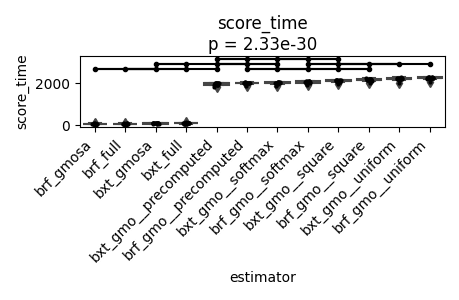 score_time
p = 2.33e-30
score_time
2000
0
brf_gmosa
brf_full
bxt_gmosa
bxt_full
bxt_gmo__precomputed
brf_gmo__precomputed
bxt_gmo__softmax
brf_gmo__softmax
bxt_gmo__square
brf_gmo__square
bxt_gmo__uniform
brf_gmo__uniform
estimator